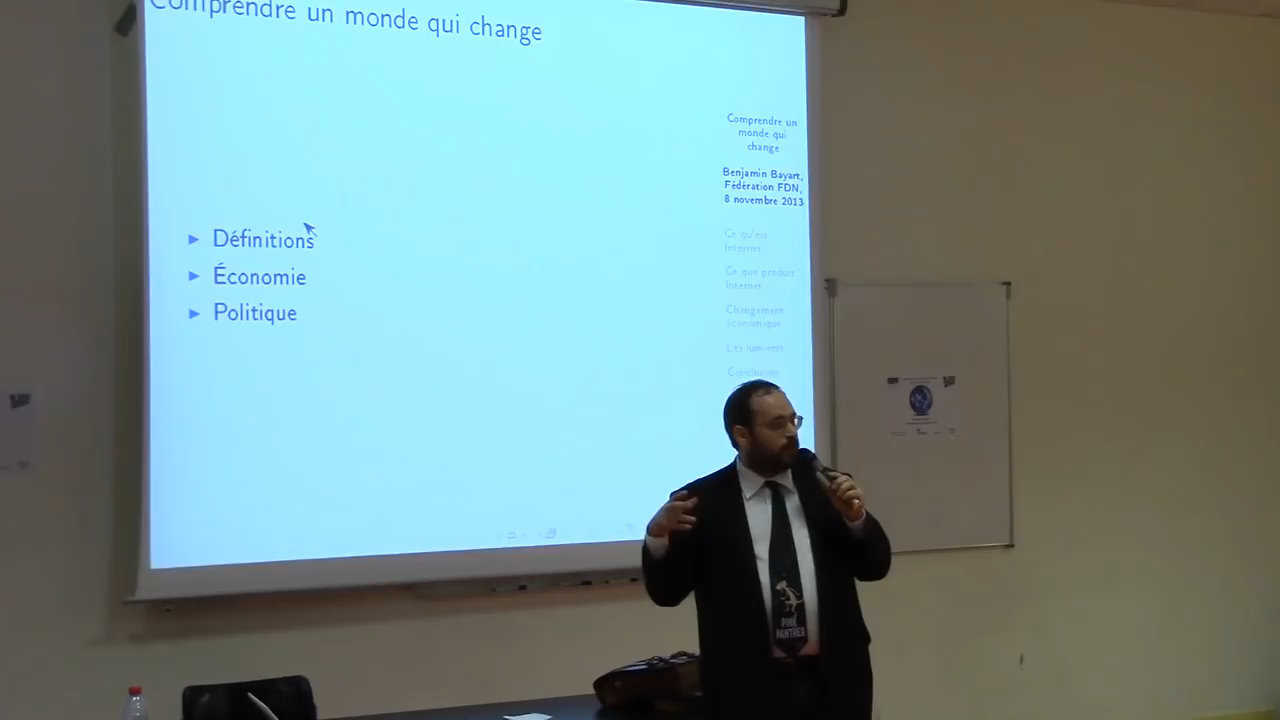 Comprendre un monde qui change
Comprendre un
monde qui
change
Benjamin Bayart,
Fédération FDN,
8 novembre 2013
Ce qu'est
Internet
Ce que produit
Internet
Changement
économique
Les lumières
Conclusion
► Définitions
► Économie
► Politique
PINK
PANTHER